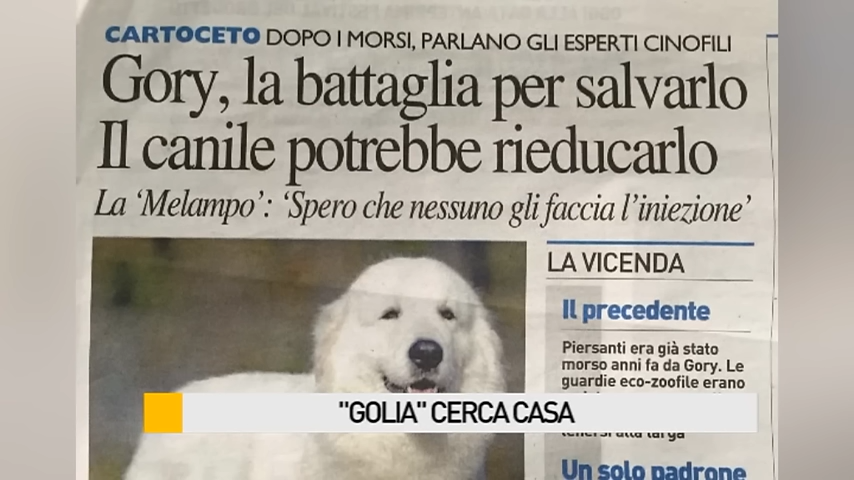 CARTOCETO DOPO I MORSI, PARLANO GLI ESPERTI CINOFILI
Gory, la battaglia per salvarlo
Il canile potrebbe rieducarlo
La ‘Melampo’: ‘Spero che nessuno gli faccia l’iniezione’
LA VICENDA
Il precedente
Piersanti era già stato
morso anni fa da Gory. Le
guardie eco-zoofile erano
"GOLIA" CERCA CASA
alla larga
Un solo padrone